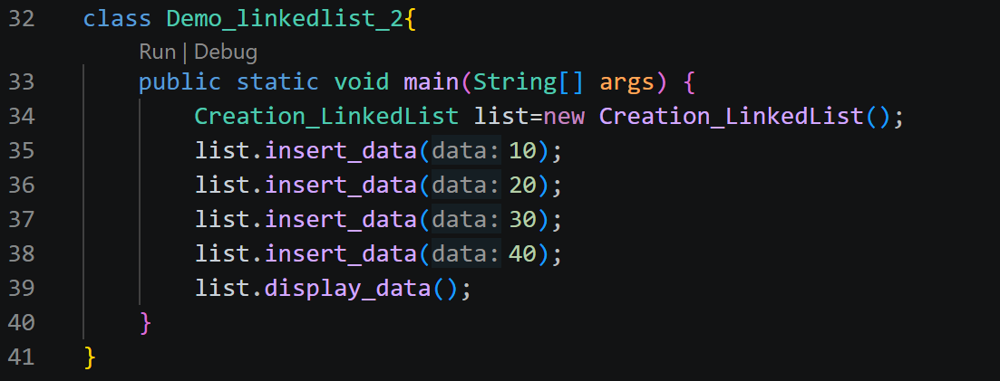 32 class Demo_linkedlist_2{
Run | Debug
33 public static void main(String[] args) {
34 Creation_LinkedList list=new Creation_LinkedList();
35 list.insert_data(data:10);
36 list.insert_data(data:20);
37 list.insert_data(data:30);
38 list.insert_data(data:40);
39 list.display_data();
40 }
41 }